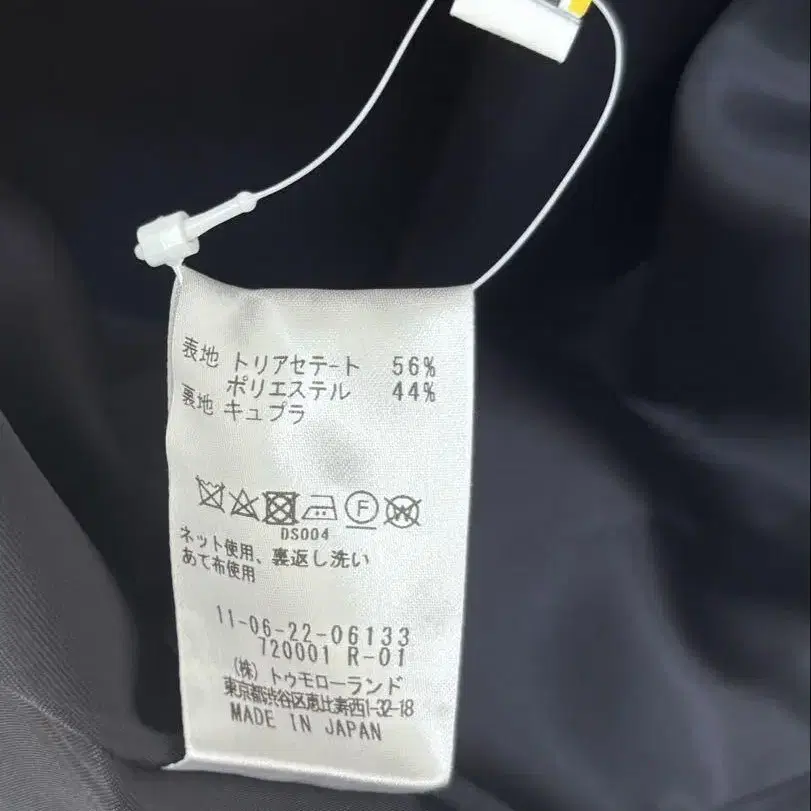 表地 トリアセテート 56%
ポリエステル 44%
裏地 キュプラ
F W
DS004
ネット使用、裏返し洗い
あて布使用
11-06-22-06133
720001 R-01
(株) トゥモローランド
東京都渋谷区恵比寿西1-32-18
MADE IN JAPAN